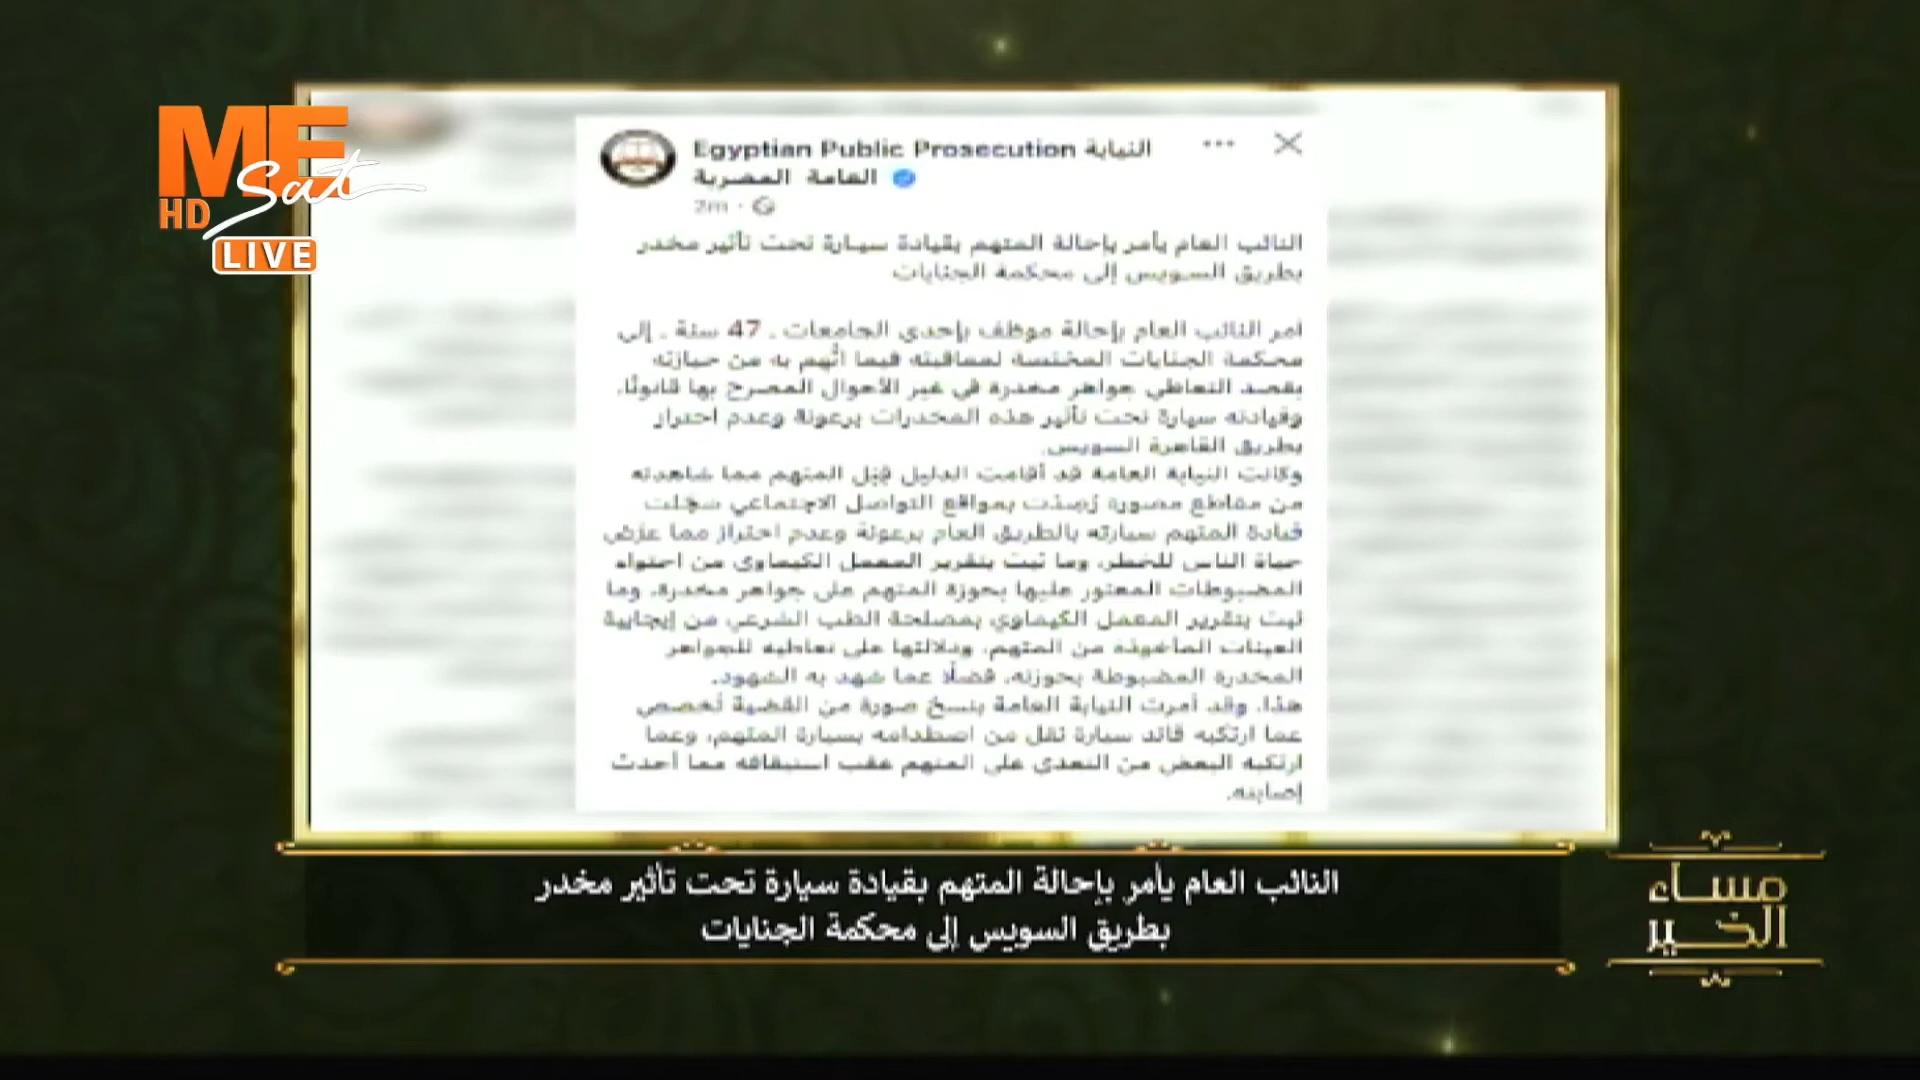 ME
Sat
HD
LIVE
Egyptian Public Prosecution النيابة
العامة المصرية
2m
النائب العام يأمر بإحالة المتهم بقيادة سيارة تحت تأثير مخدر
بطريق السويس إلى محكمة الجنايات
أمر النائب العام بإحالة موظف بإحدى الجامعات ـ 47 سنة ـ إلى
محكمة الجنايات المختصة لمعاقبته فيما اتُّهم به من حيازته
بقصد التعاطي جواهر مخدرة في غير الأحوال المصرح بها قانونًا،
وقيادته سيارة تحت تأثير هذه المخدرات برعونة وعدم احتراز
بطريق القاهرة السويس.
وكانت النيابة العامة قد أقامت الدليل قِبَل المتهم مما شاهدته
من مقاطع مصورة رُصِدَت بمواقع التواصل الاجتماعي سَجَّلت
قيادة المتهم سيارته بالطريق العام برعونة وعدم احتراز مما عرَّض
حياة الناس للخطر، وما ثبت بتقرير المعمل الكيماوي من احتواء
المضبوطات المعثور عليها بحوزة المتهم على جواهر مخدرة، وما
ثبت بتقرير المعمل الكيماوي بمصلحة الطب الشرعي من إيجابية
العينات المأخوذة من المتهم، ودلالتها على تعاطيه للجواهر
المخدرة المضبوطة بحوزته، فضلًا عما شهد به الشهود.
هذا، وقد أمرت النيابة العامة بنسخ صورة من القضية تُخصص
عما ارتكبه قائد سيارة نقل من اصطدامه بسيارة المتهم، وعما
ارتكبه البعض من التعدي على المتهم عقب استيقافه مما أحدث
إصابته.
النائب العام يأمر بإحالة المتهم بقيادة سيارة تحت تأثير مخدر
بطريق السويس إلى محكمة الجنايات
مساء
الخير